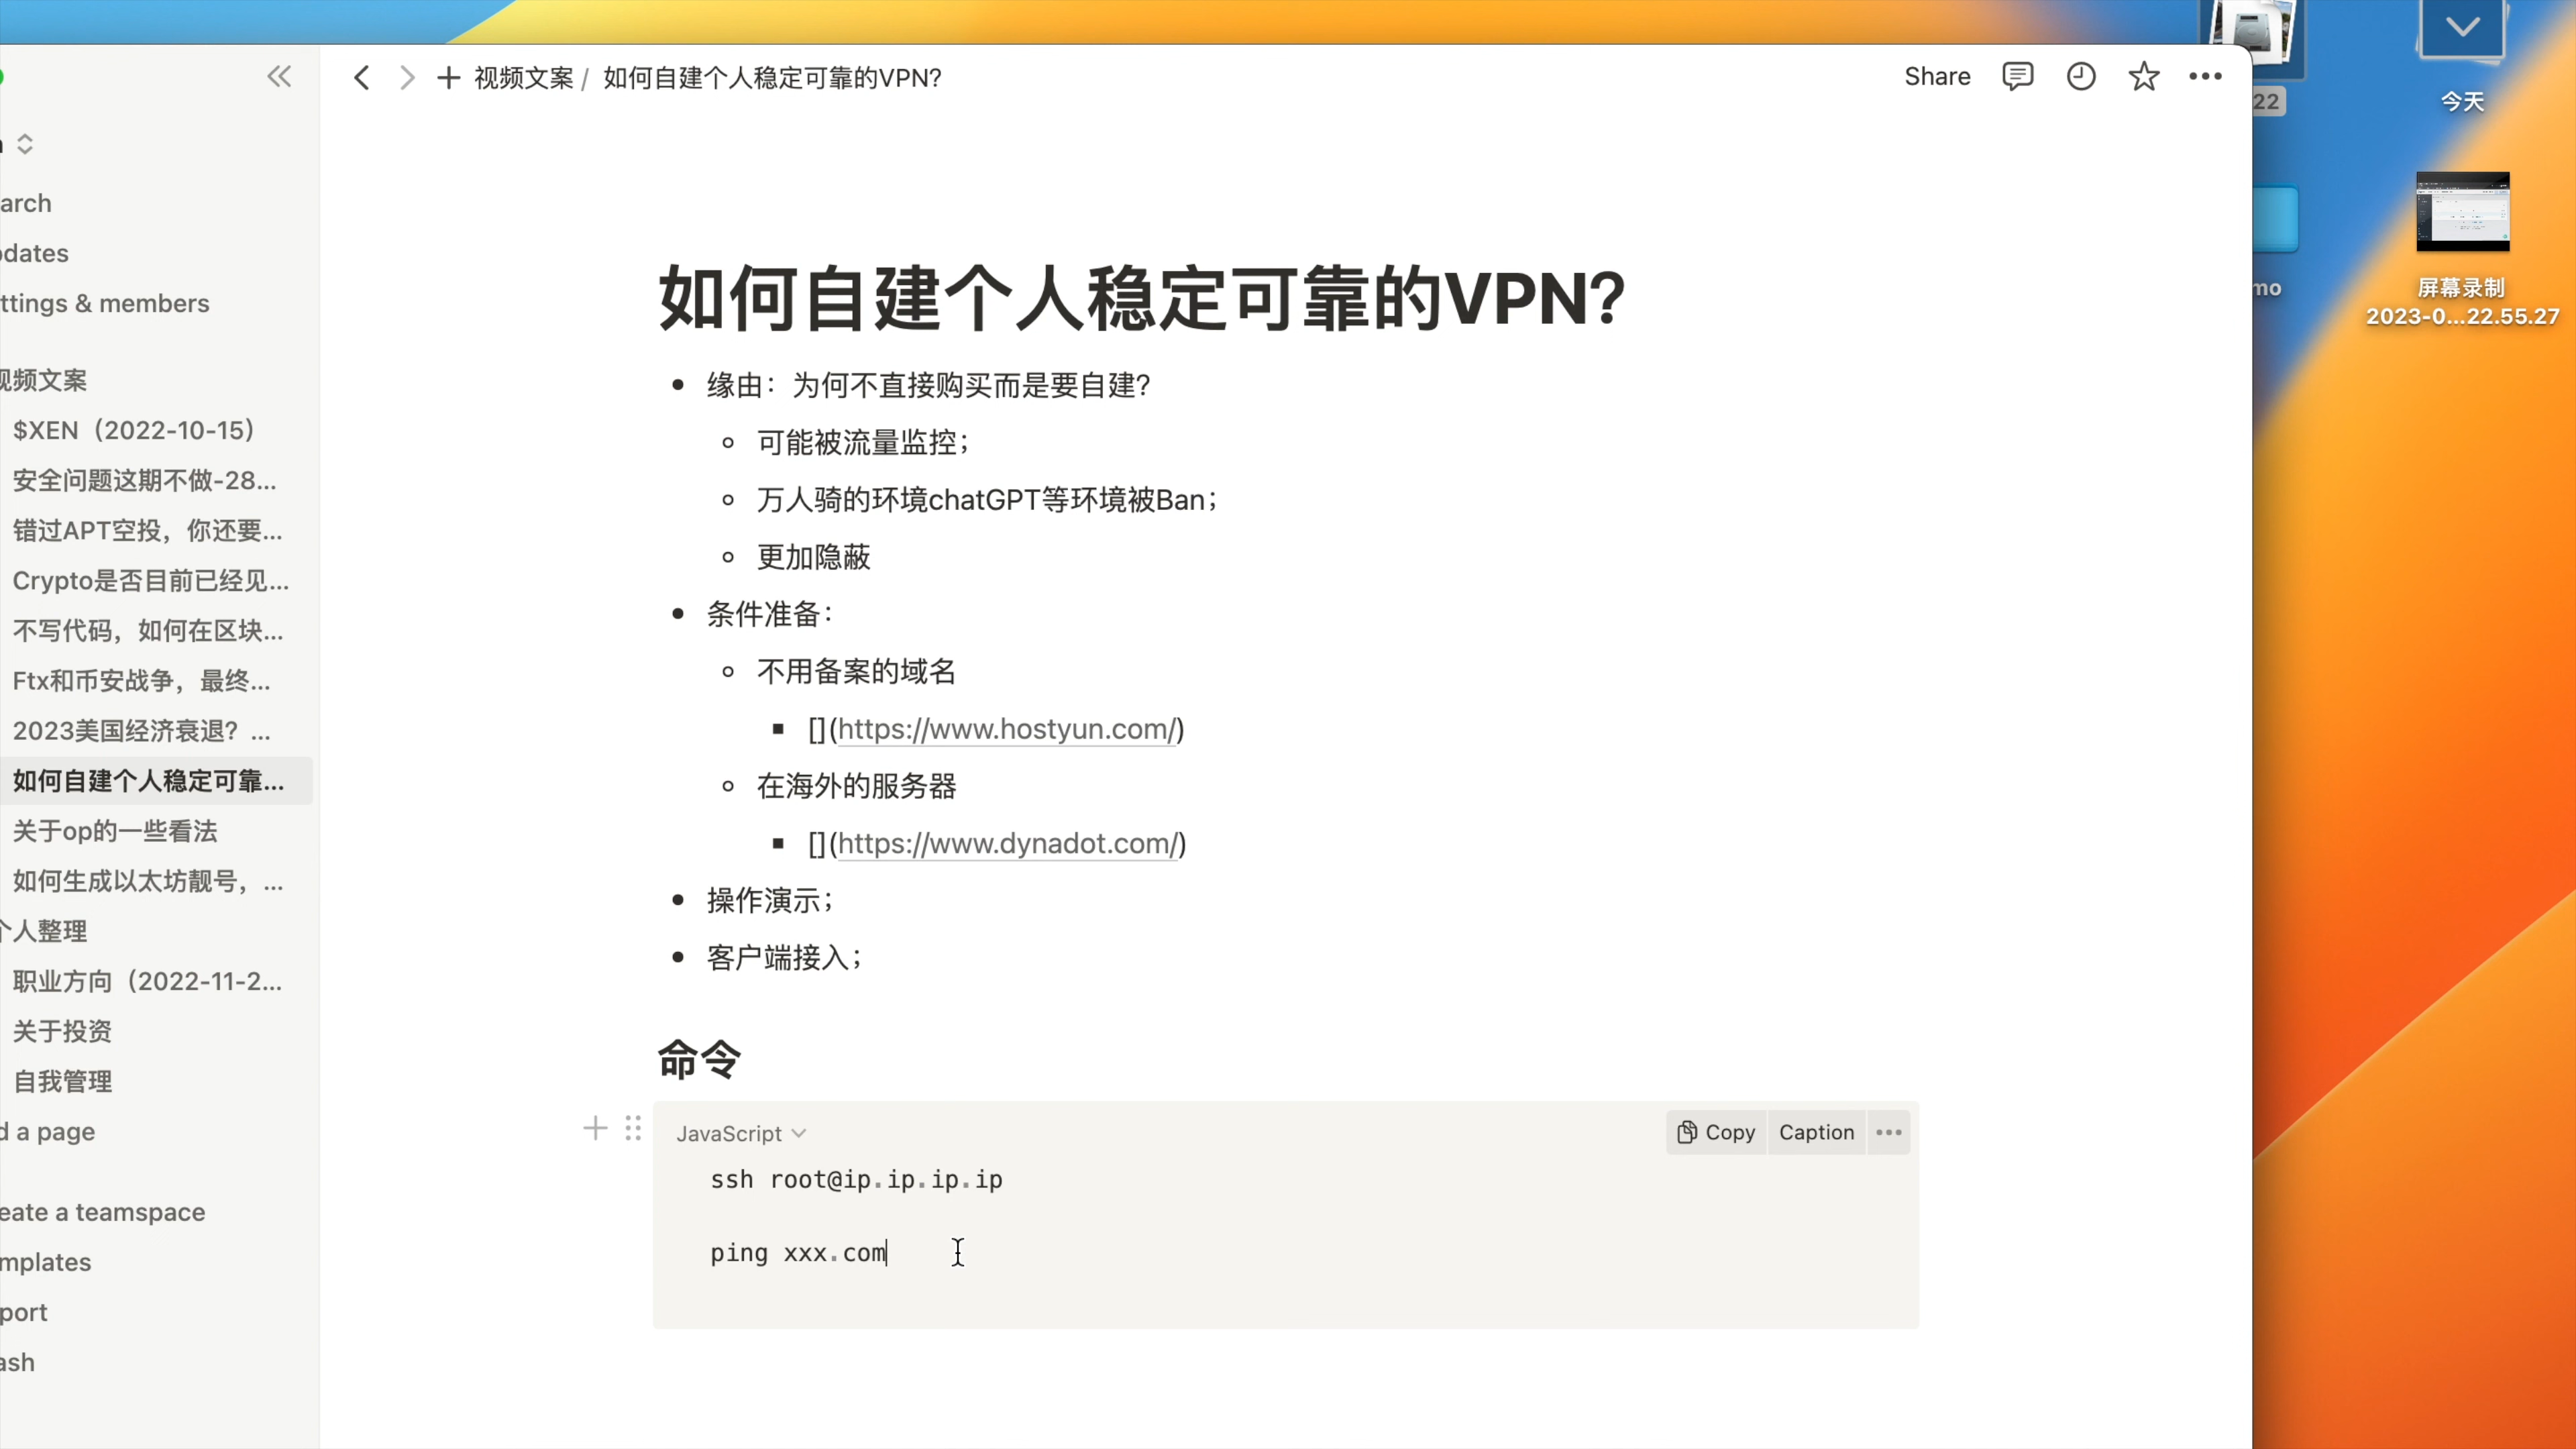 视频文案 / 如何自建个人稳定可靠的VPN?
Share
22
今天
arch
dates
ttings & members
mo
屏幕录制
2023-0...22.55.27
视频文案
$XEN（2022-10-15）
安全问题这期不做-28...
错过APT空投，你还要...
Crypto是否目前已经见...
不写代码，如何在区块...
Ftx和币安战争，最终...
2023美国经济衰退？...
如何自建个人稳定可靠...
关于op的一些看法
如何生成以太坊靓号，...
个人整理
职业方向（2022-11-2...
关于投资
自我管理
d a page
eate a teamspace
mplates
port
ash
如何自建个人稳定可靠的VPN?
缘由：为何不直接购买而是要自建?
可能被流量监控；
万人骑的环境chatGPT等环境被Ban；
更加隐蔽
条件准备：
不用备案的域名
[](https://www.hostyun.com/)
在海外的服务器
[](https://www.dynadot.com/)
操作演示；
客户端接入；
命令
JavaScript
Copy
Caption
ssh root@ip.ip.ip.ip
ping xxx.com